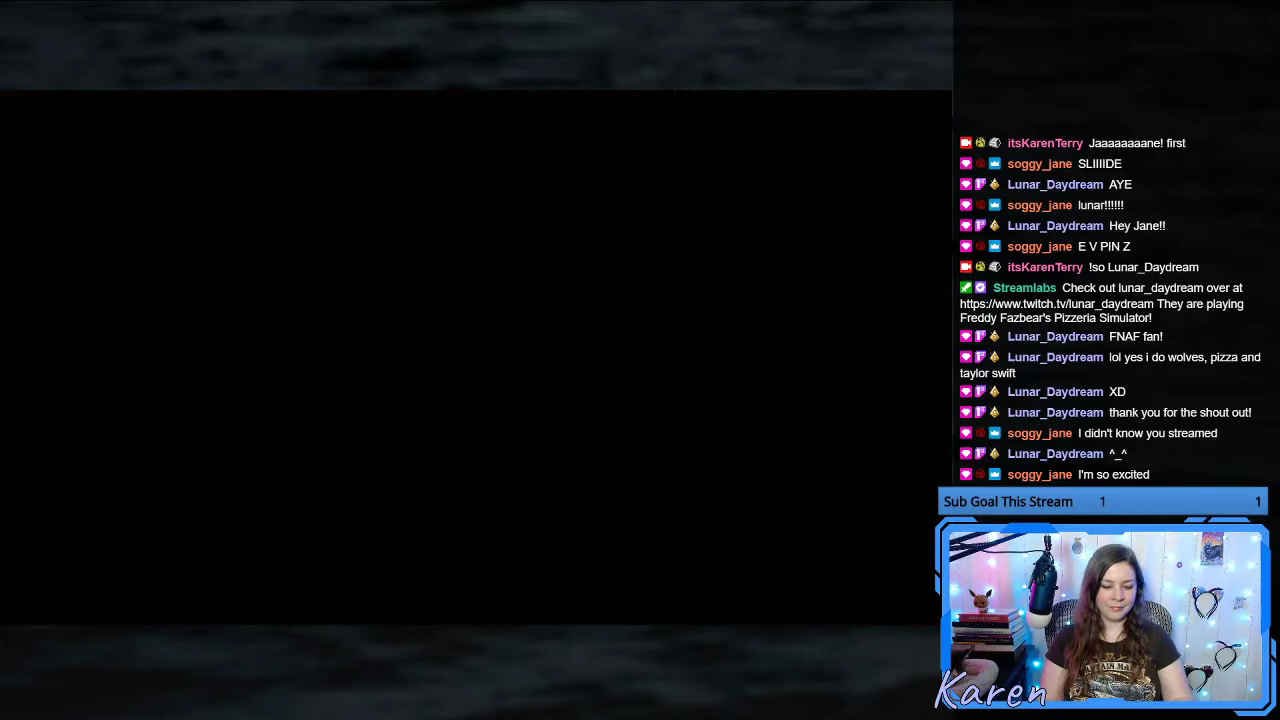 itsKarenTerry Jaaaaaaaane! first
soggy_jane SLIIIIDE
Lunar_Daydream AYE
soggy_jane lunar!!!!!!
Lunar_Daydream Hey Jane!!
soggy_jane E V PIN Z
itsKarenTerry !so Lunar_Daydream
Streamlabs Check out lunar_daydream over at
https://www.twitch.tv/lunar_daydream They are playing
Freddy Fazbear's Pizzeria Simulator!
Lunar_Daydream FNAF fan!
Lunar_Daydream lol yes i do wolves, pizza and
taylor swift
Lunar_Daydream XD
Lunar_Daydream thank you for the shout out!
soggy_jane I didn't know you streamed
Lunar_Daydream ^_^
soggy_jane I'm so excited
Sub Goal This Stream 1 1
Karen